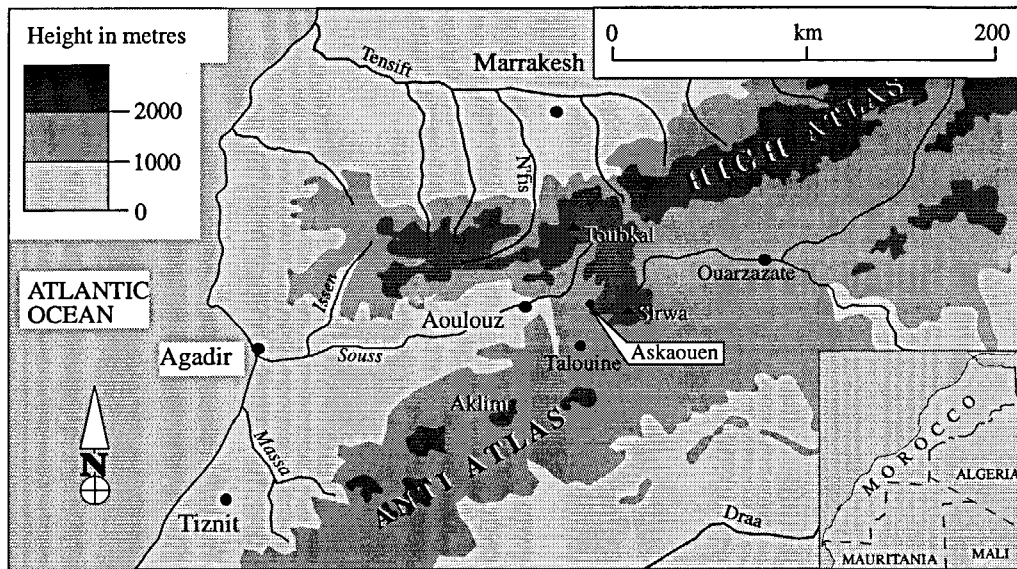 Height in metres
2000
1000
0
0
km
200
Tensift
Marrakesh
HIGH ATLAS
N'fis
Toubkal
Ouarzazate
Issen
ATLANTIC
OCEAN
Aoulouz
Sirwa
Agadir
Souss
Askaouen
Talouine
Aklim
ANTI ATLAS
Massa
N
Tiznit
Draa
MOROCCO
ALGERIA
MAURITANIA
MALI